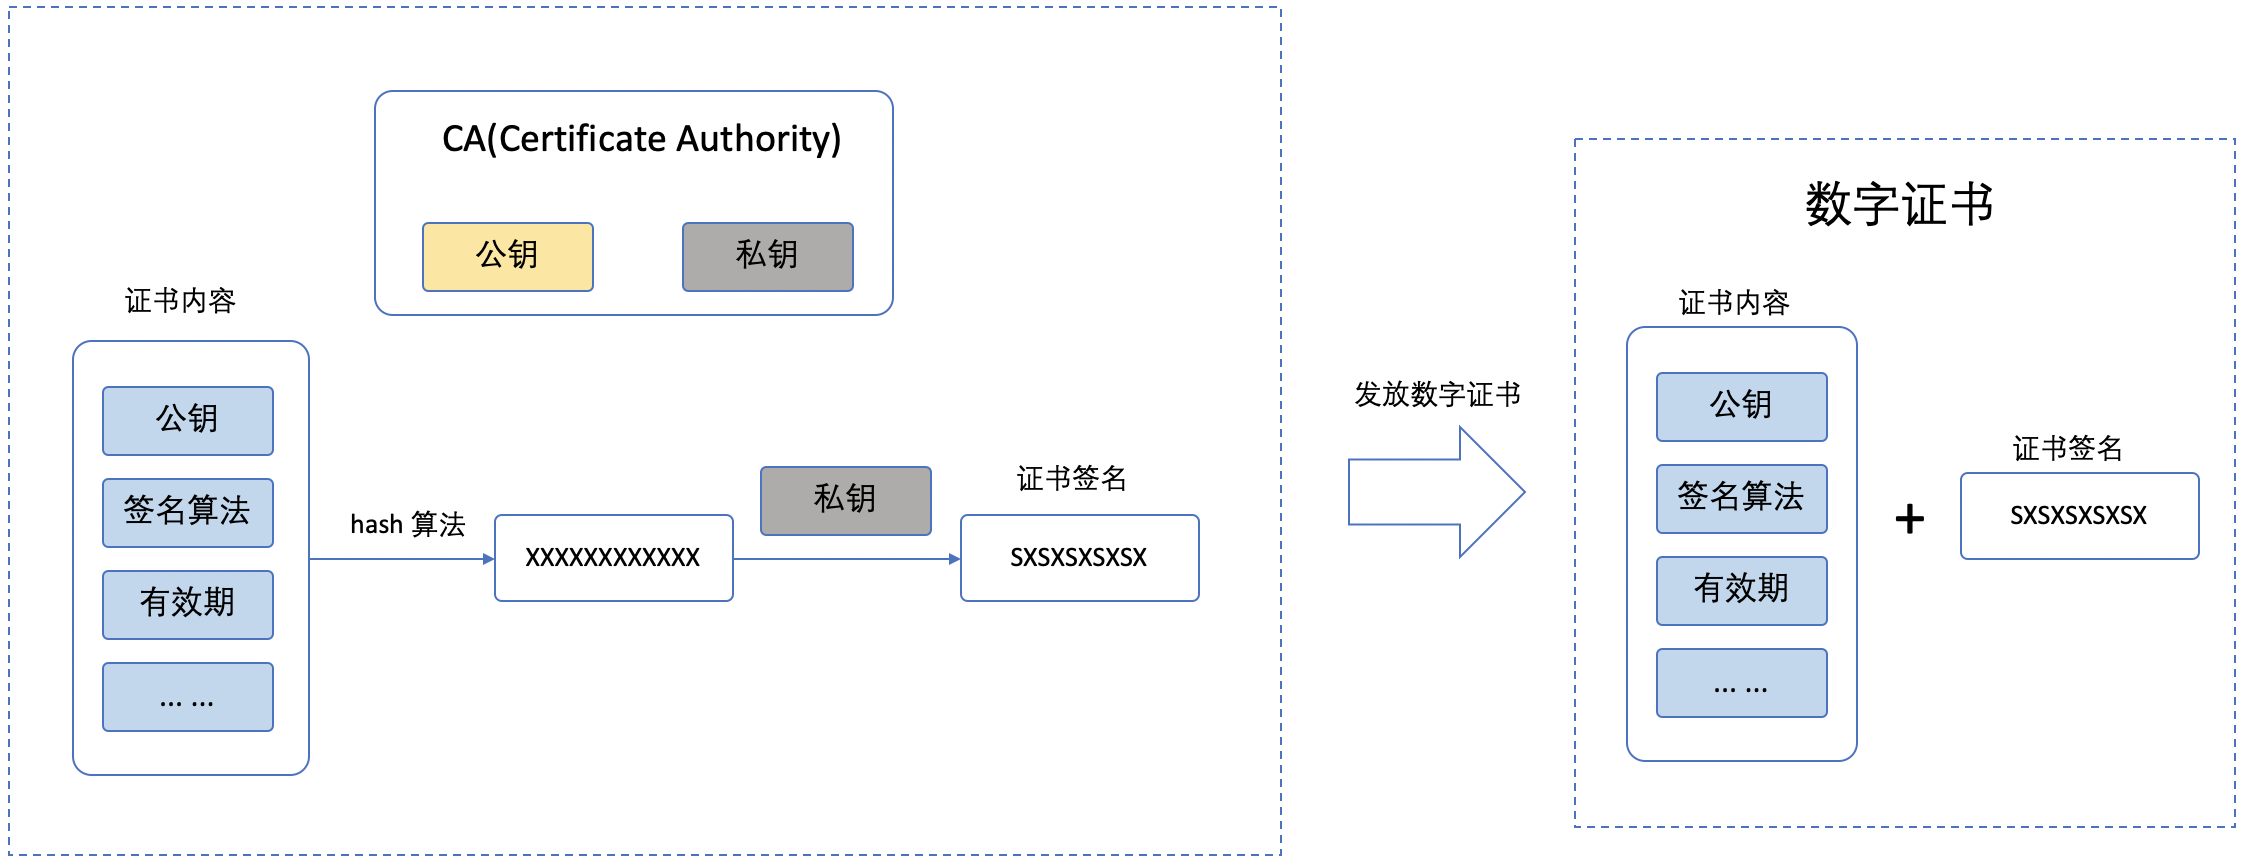 CA(Certificate Authority)
公钥
私钥
证书内容
公钥
签名算法
有效期
... ...
hash 算法
XXXXXXXXXXXX
私钥
证书签名
SXSXSXSXSX
发放数字证书
数字证书
证书内容
公钥
签名算法
有效期
... ...
+
证书签名
SXSXSXSXSX